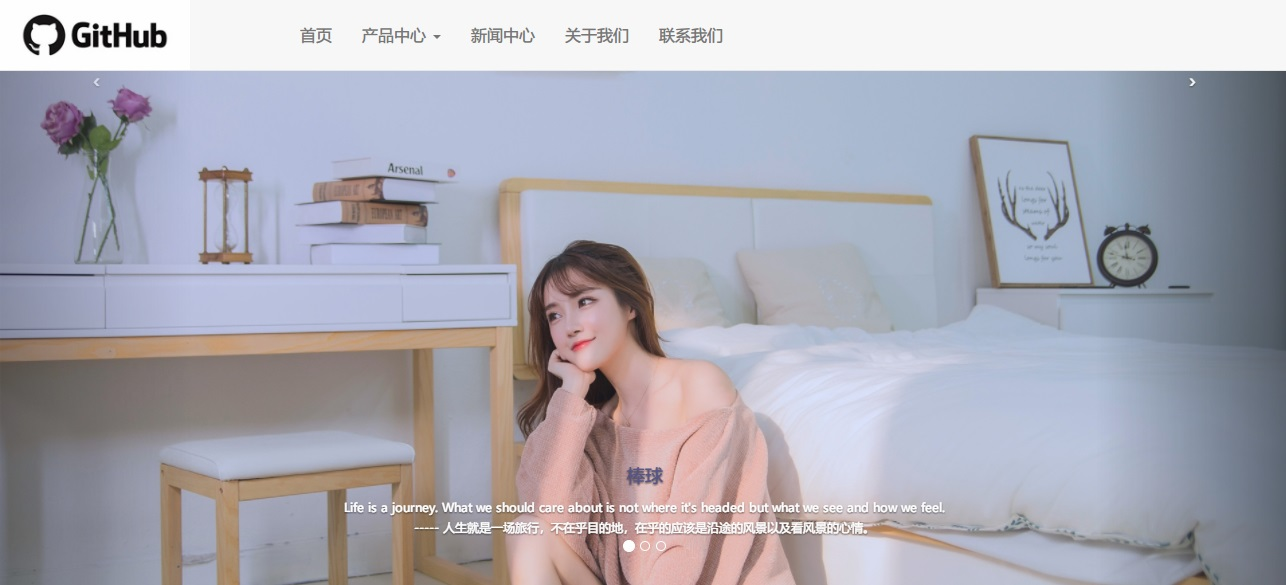 GitHub
首页 产品中心 新闻中心 关于我们 联系我们
Arsenal
棒球
Life is a journey. What we should care about is not where it's headed but what we see and how we feel.
----- 人生就是一场旅行，不在乎目的地，在乎的应该是沿途的风景以及看风景的心情。